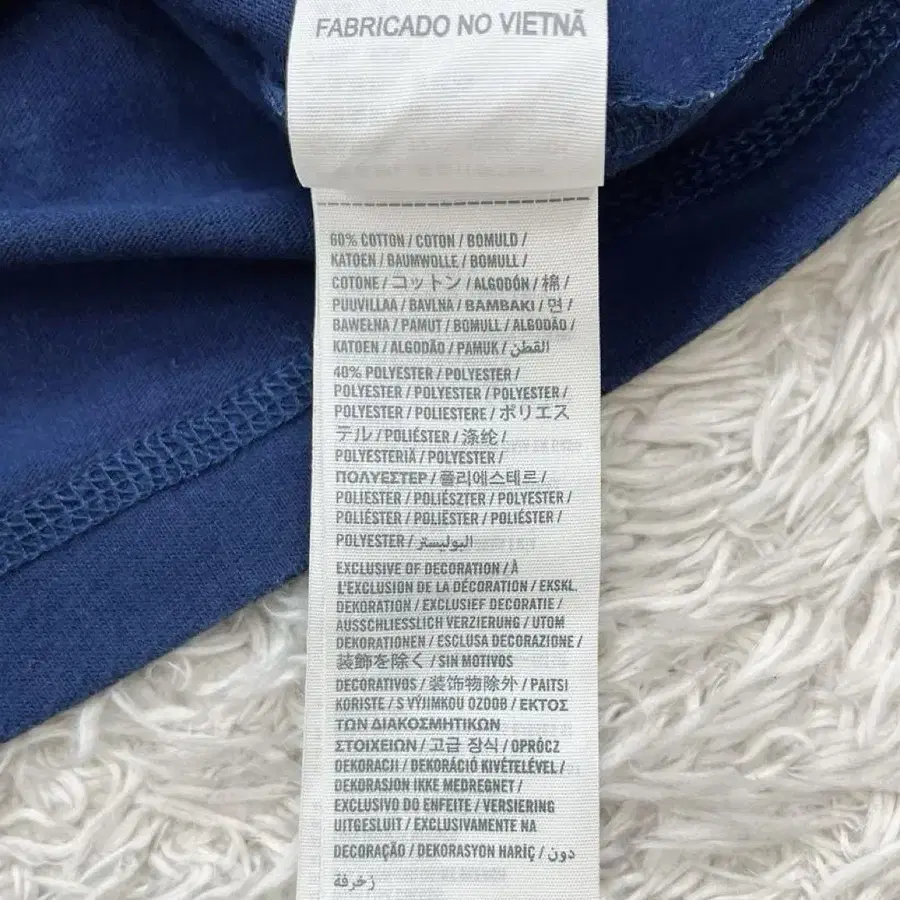 FABRICADO NO VIETNÃ
60% COTTON / COTON / BOMULD /
KATOEN / BAUMWOLLE / BOMULL /
COTONE / コットン / ALGODÓN / 棉 /
PUUVILLAA / BAVLNA / ΒΑΜΒΑΚΙ / 면 /
BAWEŁNA / PAMUT / BOMULL / ALGODÃO /
KATOEN / ALGODÃO / PAMUK / القطن
40% POLYESTER / POLYESTER /
POLYESTER / POLYESTER / POLYESTER /
POLYESTER / POLIESTERE / ポリエス
テル / POLIÉSTER / 涤纶 /
POLYESTERIÄ / POLYESTER /
ΠΟΛΥΕΣΤΕΡ / 폴리에스테르 /
POLIESTER / POLIÉSZTER / POLYESTER /
POLIÉSTER / POLIËSTER / POLIÉSTER /
POLYESTER / البوليستر
EXCLUSIVE OF DECORATION / À
L'EXCLUSION DE LA DÉCORATION / EKSKL.
DEKORATION / EXCLUSIEF DECORATIE /
AUSSCHLIESSLICH VERZIERUNG / UTOM
DEKORATIONEN / ESCLUSA DECORAZIONE /
装飾を除く / SIN MOTIVOS
DECORATIVOS / 装饰物除外 / PAITSI
KORISTE / S VÝJIMKOU OZDOB / ΕΚΤΟΣ
ΤΩΝ ΔΙΑΚΟΣΜΗΤΙΚΩΝ
ΣΤΟΙΧΕΙΩΝ / 고급 장식 / OPRÓCZ
DEKORACJI / DEKORÁCIÓ KIVÉTELÉVEL /
DEKORASJON IKKE MEDREGNET /
EXCLUSIVO DO ENFEITE / VERSIERING
UITGESLUIT / EXCLUSIVAMENTE NA
DECORAÇÃO / DEKORASYON HARİÇ / دون
زخرفة